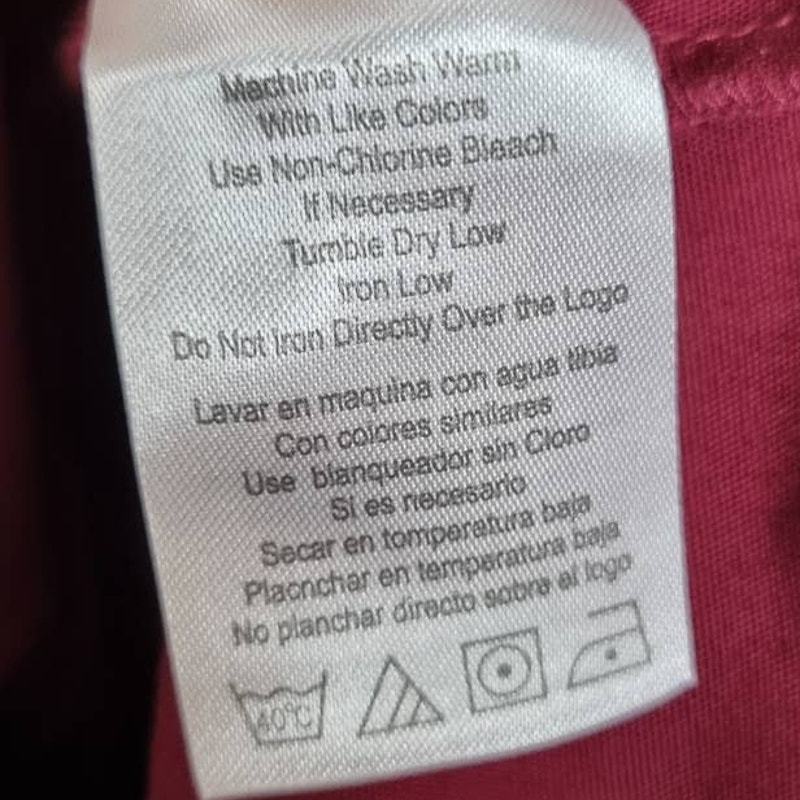 Machine Wash Warm
With Like Colors
Use Non-Chlorine Bleach
If Necessary
Tumble Dry Low
Iron Low
Do Not Iron Directly Over the Logo
Lavar en maquina con agua tibia
Con colores similares
Use blanqueador sin Cloro
Si es necesario
Secar en tomperatura baja
Placnchar en temperatura baja
No planchar directo sobre el logo
40°C